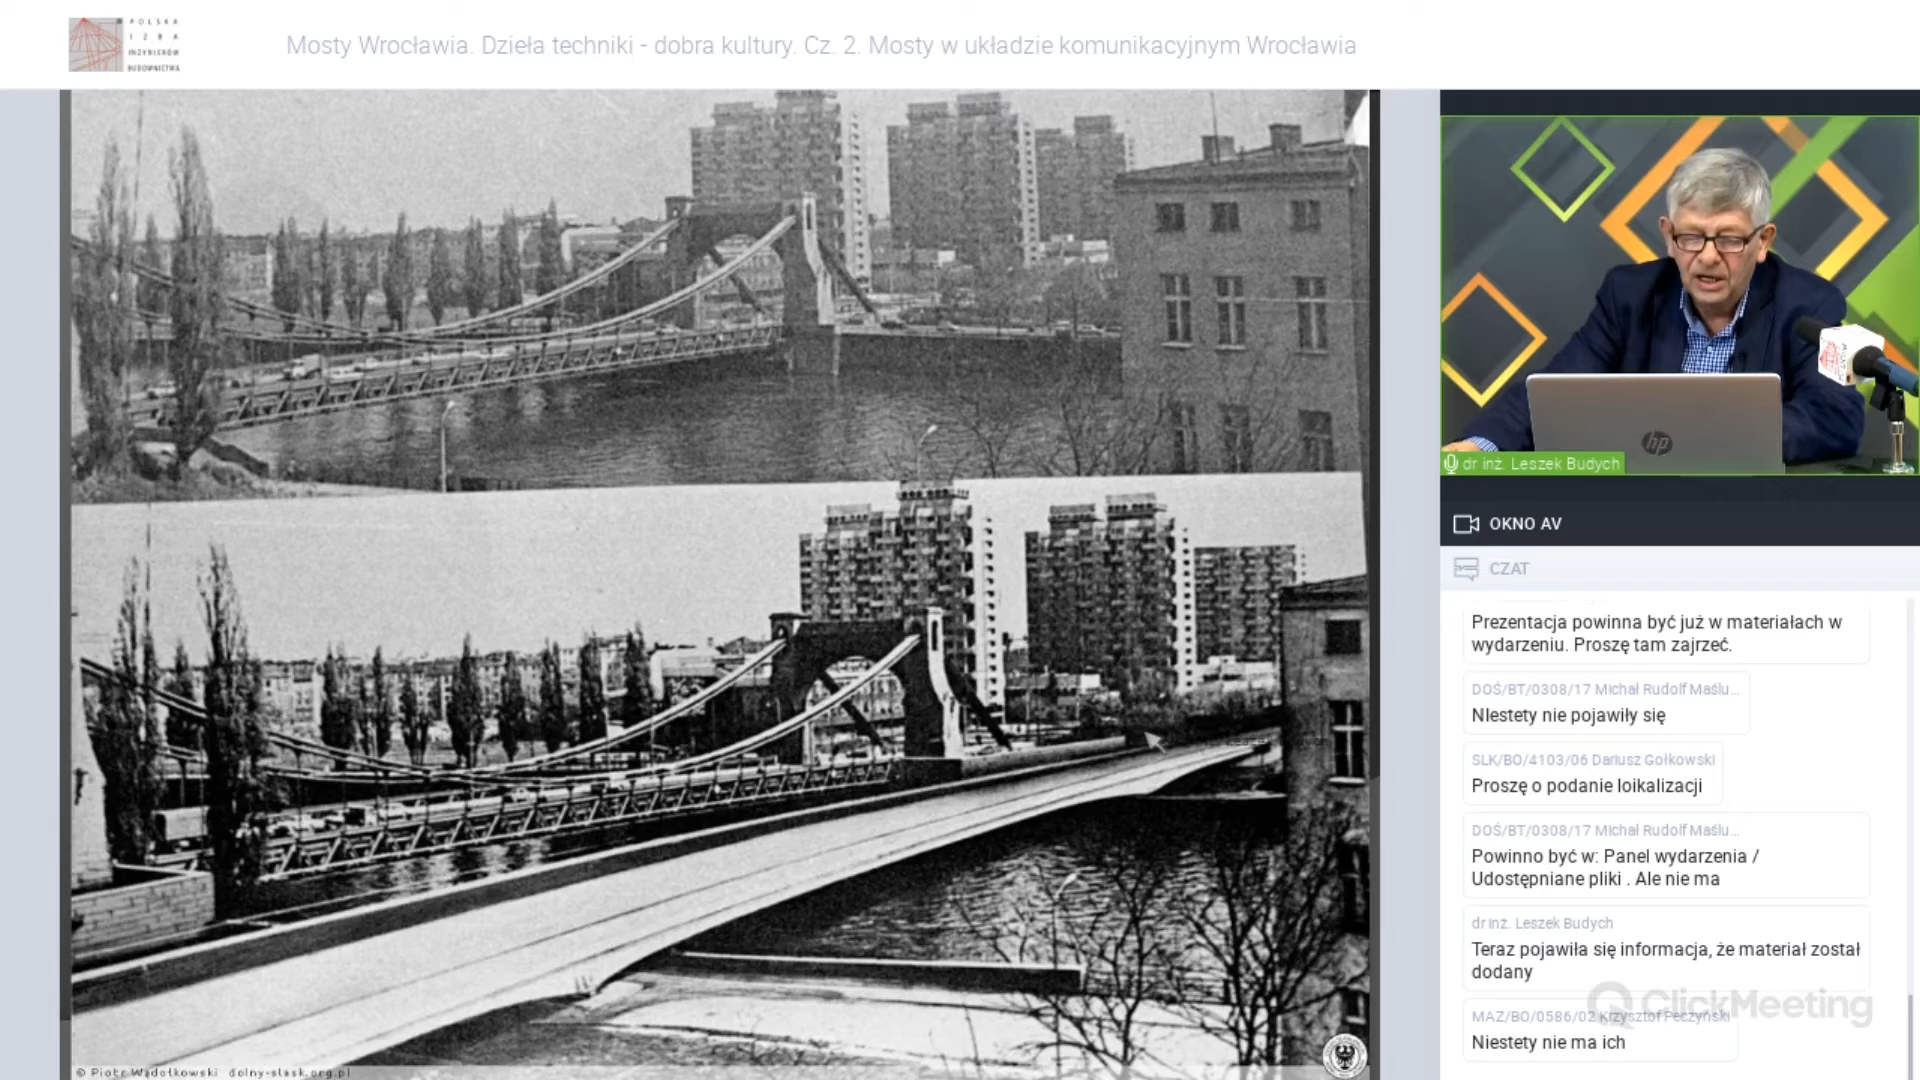 POLSKA
IZBA
INŻYNIERÓW
BUDOWNICTWA
Mosty Wrocławia. Dzieła techniki - dobra kultury. Cz. 2. Mosty w układzie komunikacyjnym Wrocławia
hp
dr inż. Leszek Budych
OKNO AV
CZAT
Prezentacja powinna być już w materiałach w
wydarzeniu. Proszę tam zajrzeć.
DOŚ/BT/0308/17 Michał Rudolf Maślu...
NIestety nie pojawiły się
SLK/BO/4103/06 Dariusz Gołkowski
Proszę o podanie loikalizacji
DOŚ/BT/0308/17 Michał Rudolf Maślu...
Powinno być w: Panel wydarzenia /
Udostępniane pliki . Ale nie ma
dr inż. Leszek Budych
Teraz pojawiła się informacja, że materiał został
dodany
ClickMeeting
MAZ/BO/0586/02 Krzysztof Pęczyński
Niestety nie ma ich
© Piotr Wądołkowski dolny-slask.org.pl